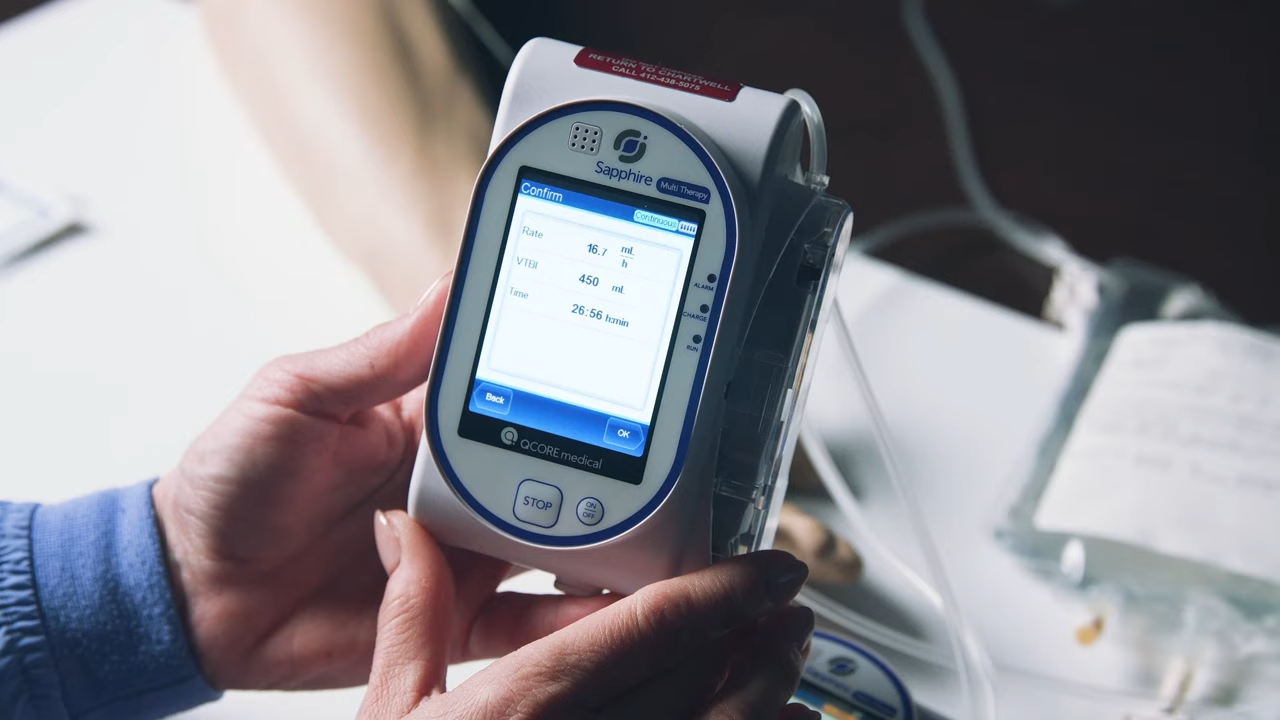 RETURN TO CHARTWELL
CALL 412-438-5075
Sapphire
Multi Therapy
Confirm
Continuous
Rate 16.7 mL
h
VTBI 450 mL
Time 26:56 h:min
ALARM
CHARGE
RUN
Back
OK
QCORE medical
STOP
ON
OFF